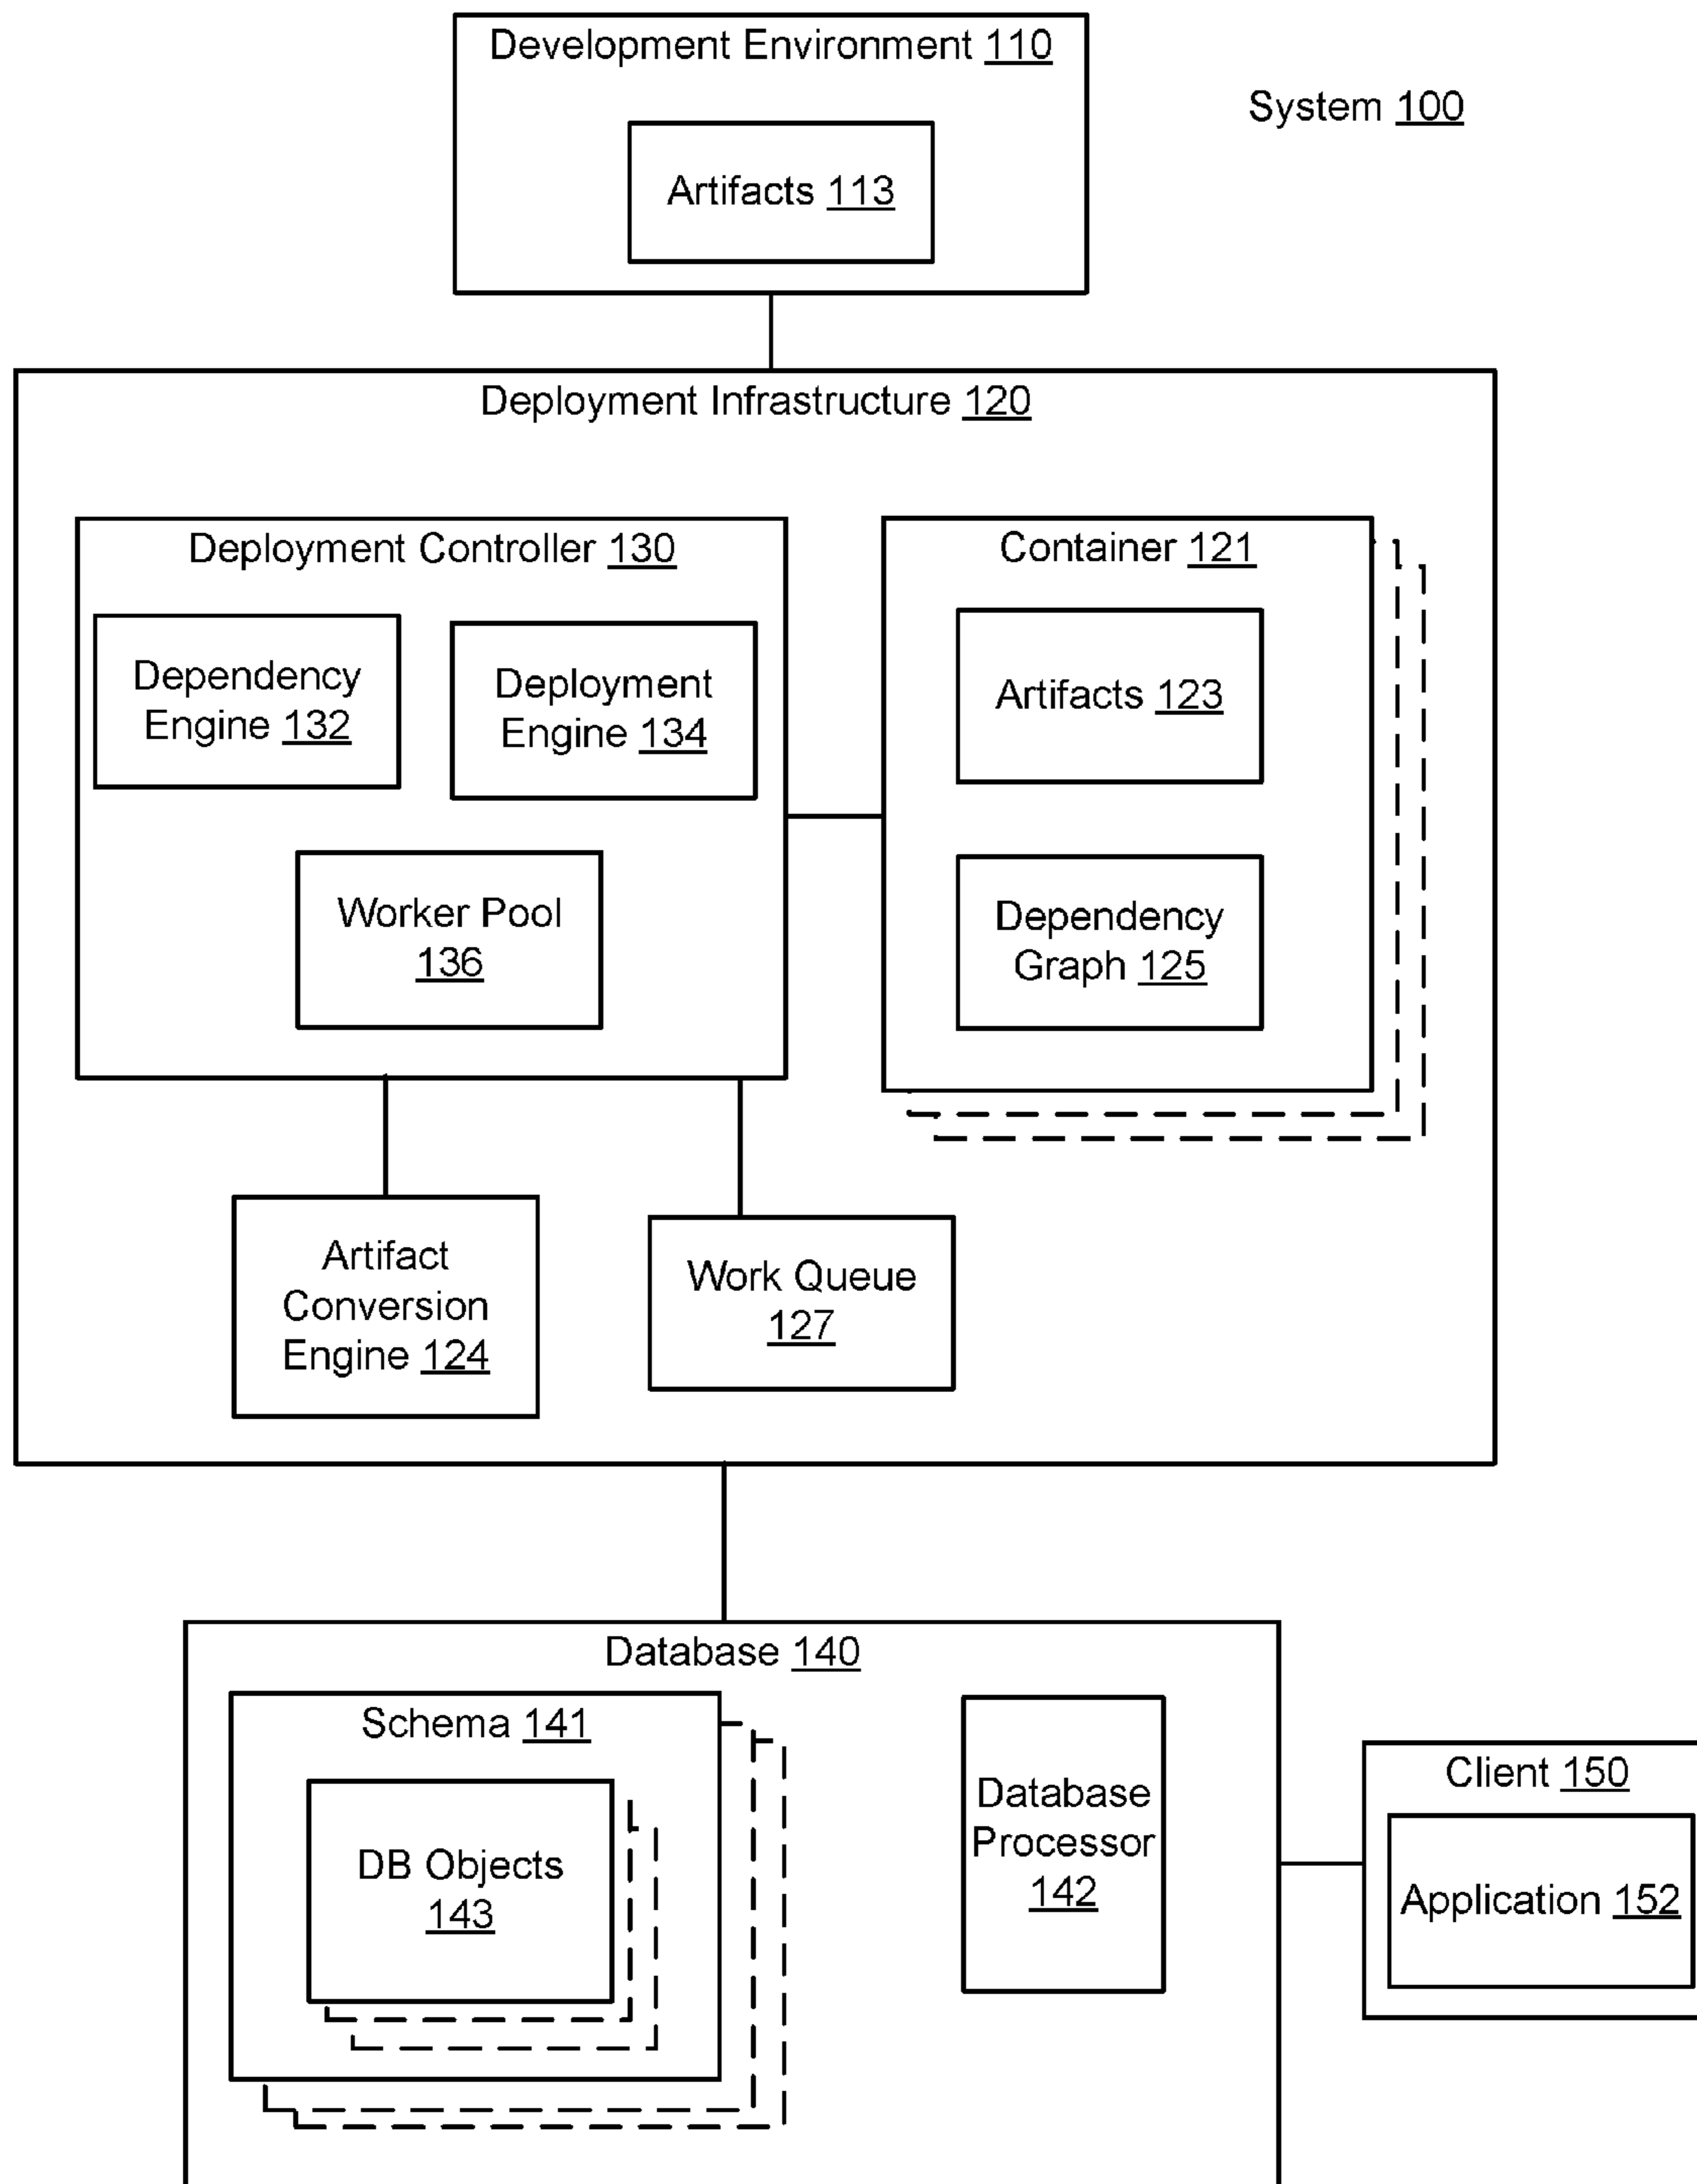 Development Environment 110
System 100
Artifacts 113
Deployment Infrastructure 120
Deployment Controller 130
Dependency
Engine 132
Deployment
Engine 134
Worker Pool
136
Container 121
Artifacts 123
Dependency
Graph 125
Artifact
Conversion
Engine 124
Work Queue
127
Database 140
Schema 141
DB Objects
143
Database
Processor
142
Client 150
Application 152